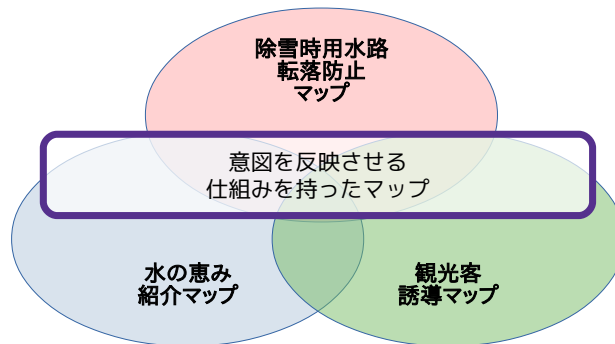 除雪時用水路
転落防止
マップ
意図を反映させる
仕組みを持ったマップ
水の恵み
紹介マップ
観光客
誘導マップ